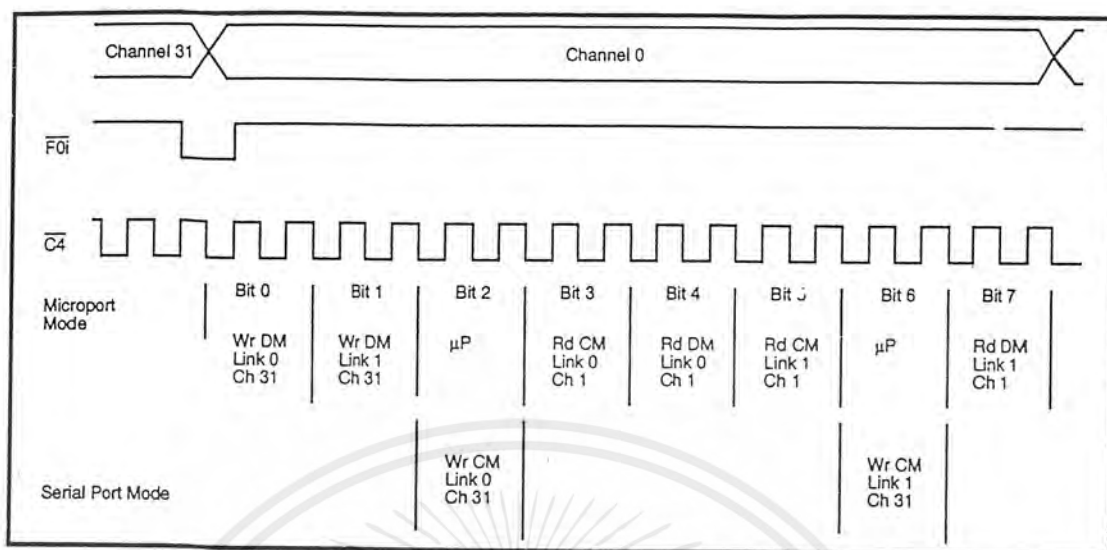 Channel 31
Channel 0
F0i
C4
Microport
Mode
Bit 0
Bit 1
Bit 2
Bit 3
Bit 4
Bit 5
Bit 6
Bit 7
Wr DM
Link 0
Ch 31
Wr DM
Link 1
Ch 31
µP
Rd CM
Link 0
Ch 1
Rd DM
Link 0
Ch 1
Rd CM
Link 1
Ch 1
µP
Rd DM
Link 1
Ch 1
Serial Port Mode
Wr CM
Link 0
Ch 31
Wr CM
Link 1
Ch 31